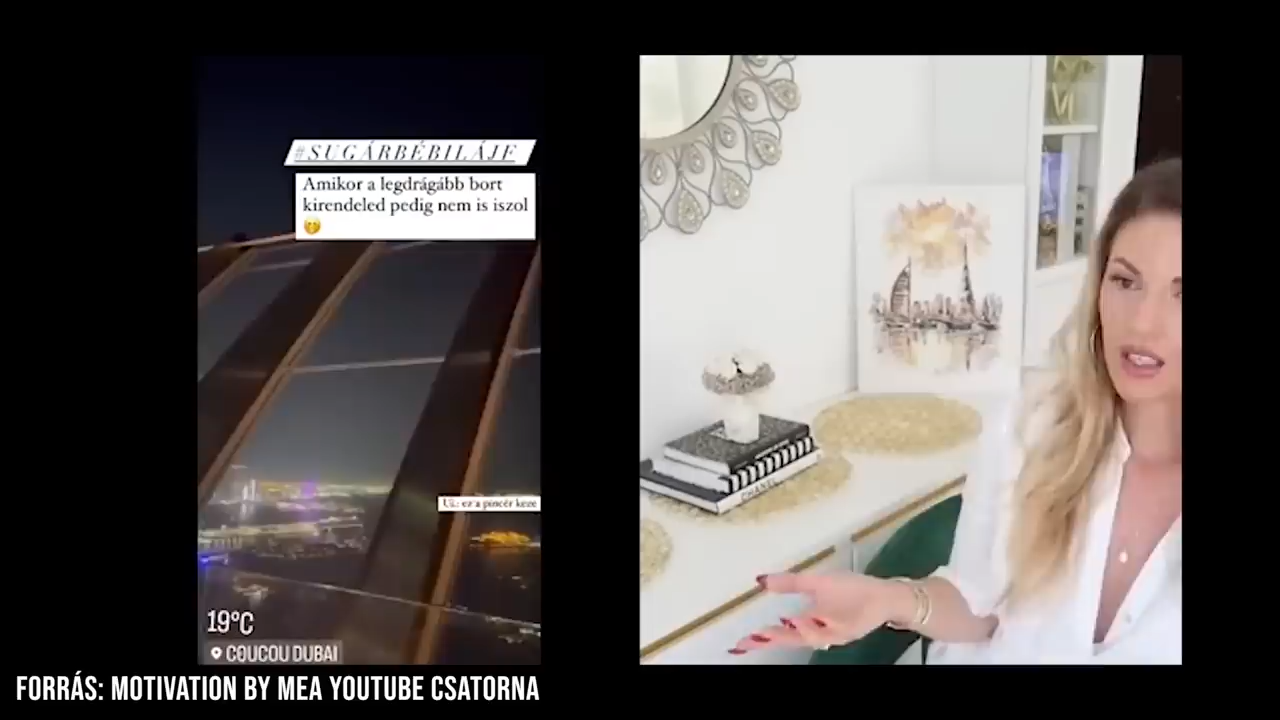 #SUGÁRBÉBILÁJF
Amikor a legdrágább bort
kirendeled pedig nem is iszol
Ui.: ez a pincér keze
19°C
COUCOU DUBAI
CHANEL
FORRÁS: MOTIVATION BY MEA YOUTUBE CSATORNA